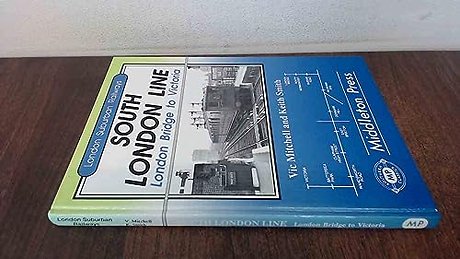 London Suburban Railways
SOUTH
LONDON LINE
London Bridge to Victoria
Vic Mitchell and Keith Smith
Middleton Press
MP
London Suburban
Railways
V. Mitchell
K. Smith
SOUTH LONDON LINE London Bridge to Victoria
MP